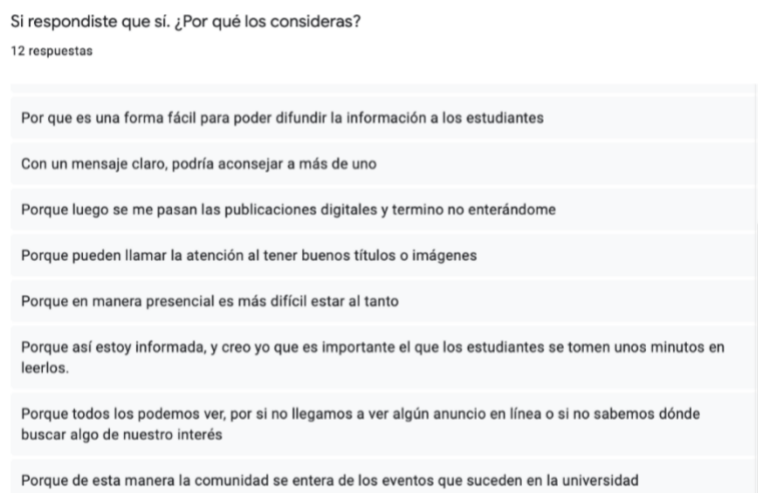 Si respondiste que sí. ¿Por qué los consideras?
12 respuestas
Por que es una forma fácil para poder difundir la información a los estudiantes
Con un mensaje claro, podría aconsejar a más de uno
Porque luego se me pasan las publicaciones digitales y termino no enterándome
Porque pueden llamar la atención al tener buenos títulos o imágenes
Porque en manera presencial es más difícil estar al tanto
Porque así estoy informada, y creo yo que es importante el que los estudiantes se tomen unos minutos en
leerlos.
Porque todos los podemos ver, por si no llegamos a ver algún anuncio en línea o si no sabemos dónde
buscar algo de nuestro interés
Porque de esta manera la comunidad se entera de los eventos que suceden en la universidad